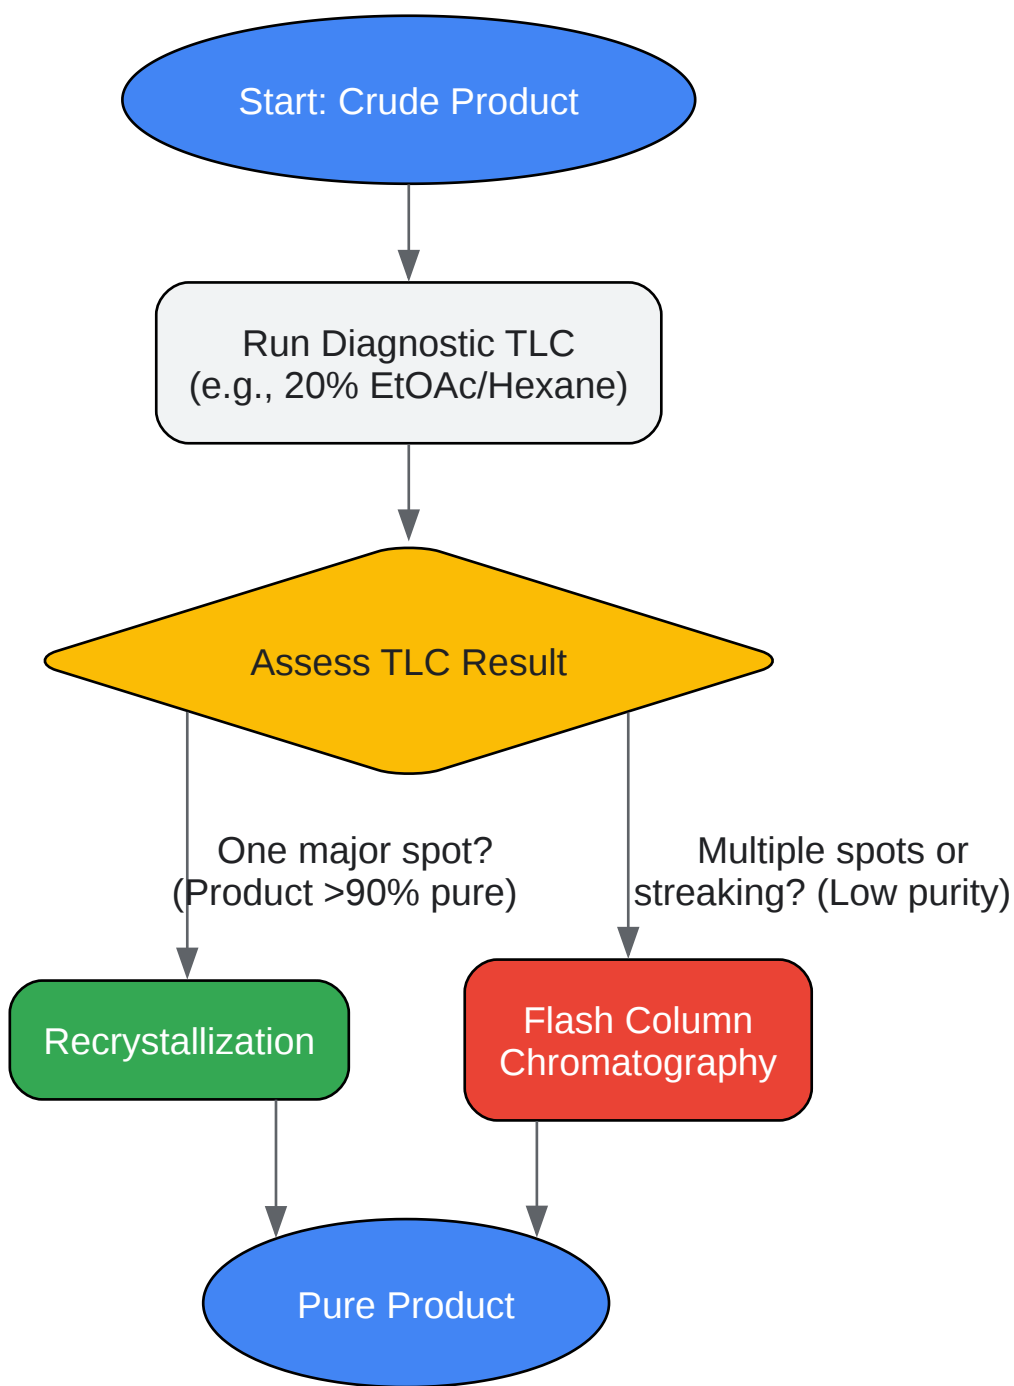 Start: Crude Product
Run Diagnostic TLC
(e.g., 20% EtOAc/Hexane)
Assess TLC Result
One major spot?
(Product >90% pure)
Multiple spots or
streaking? (Low purity)
Recrystallization
Flash Column
Chromatography
Pure Product